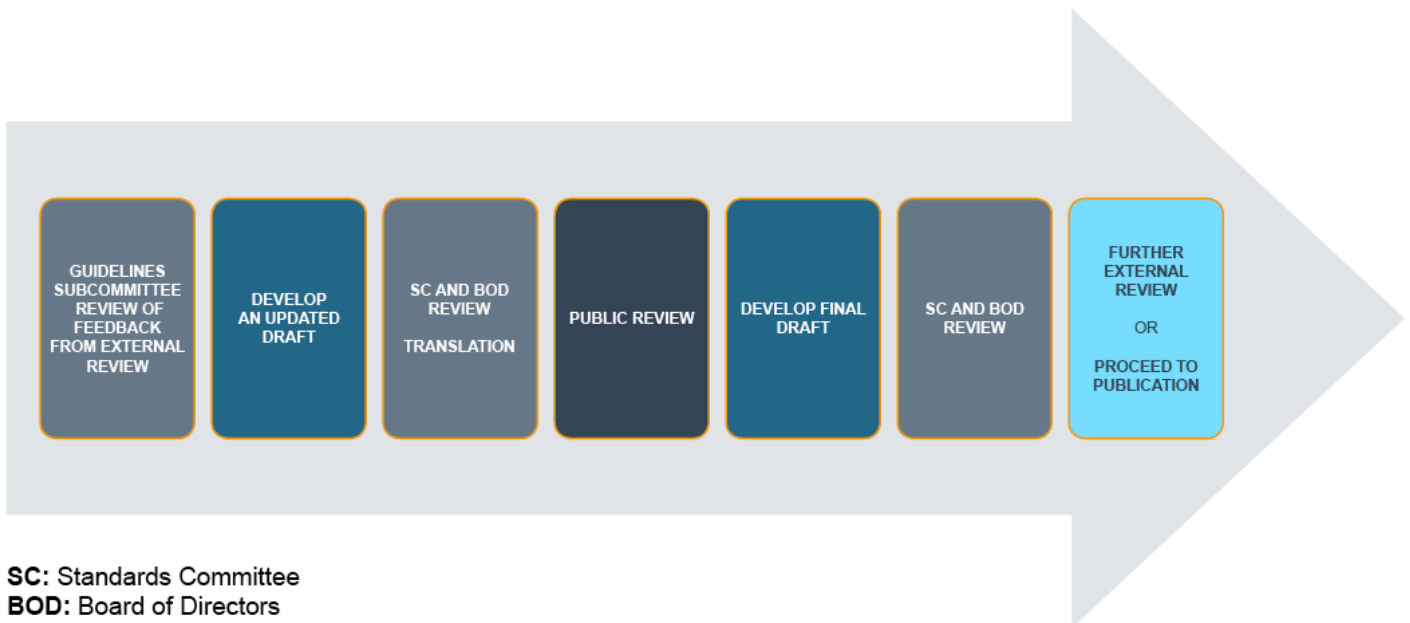 GUIDELINES
SUBCOMMITTEE
REVIEW OF
FEEDBACK
FROM EXTERNAL
REVIEW
DEVELOP
AN UPDATED
DRAFT
SC AND BOD
REVIEW
TRANSLATION
PUBLIC REVIEW
DEVELOP FINAL
DRAFT
SC AND BOD
REVIEW
FURTHER
EXTERNAL
REVIEW
OR
PROCEED TO
PUBLICATION
SC: Standards Committee
BOD: Board of Directors